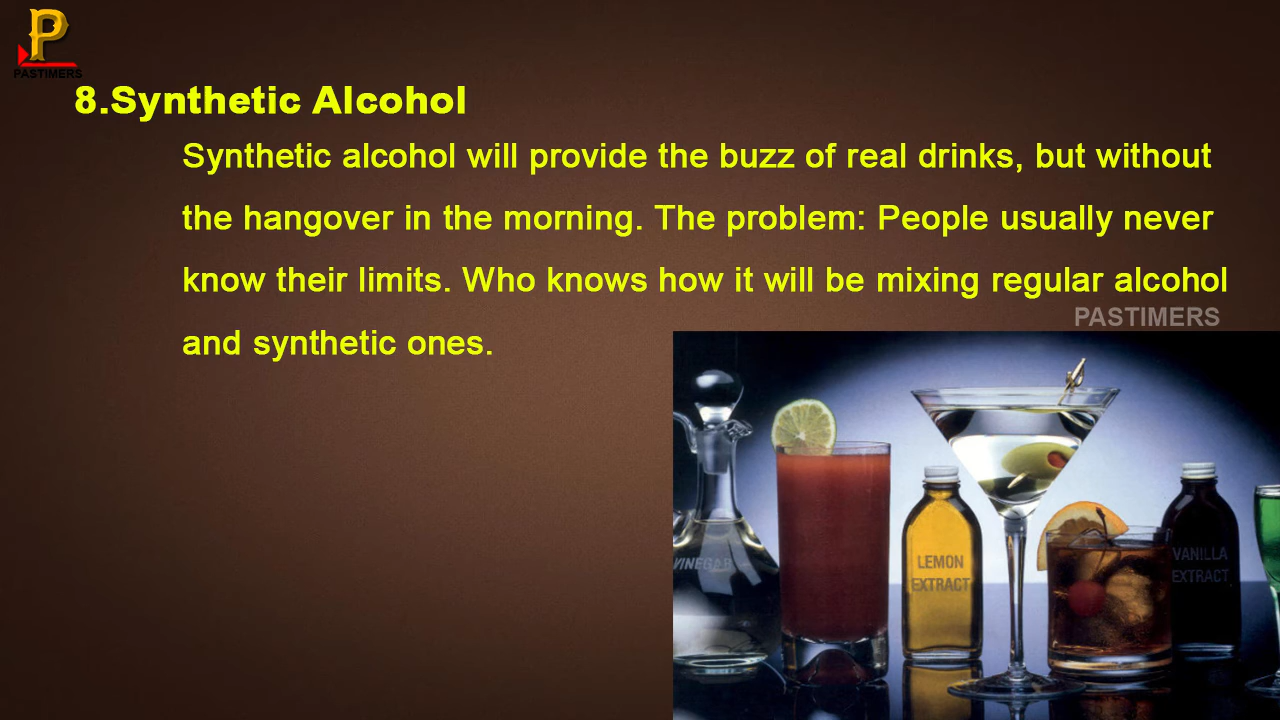 P
PASTIMERS
8.Synthetic Alcohol
Synthetic alcohol will provide the buzz of real drinks, but without
the hangover in the morning. The problem: People usually never
know their limits. Who knows how it will be mixing regular alcohol
and synthetic ones.
PASTIMERS
VINEGAR
LEMON
EXTRACT
VANILLA
EXTRACT